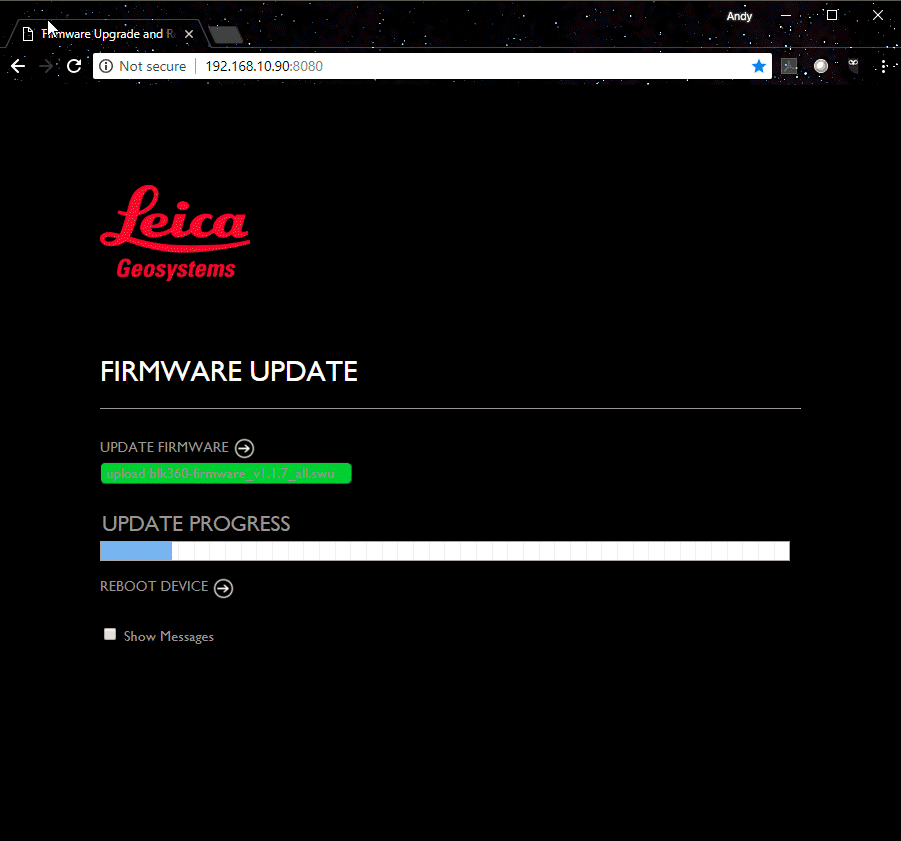 Andy
Firmware Upgrade and Re
Not secure 192.168.10.90:8080
Leica
Geosystems
FIRMWARE UPDATE
UPDATE FIRMWARE
upload blk360-firmware_v1.1.7_all.swu
UPDATE PROGRESS
REBOOT DEVICE
Show Messages